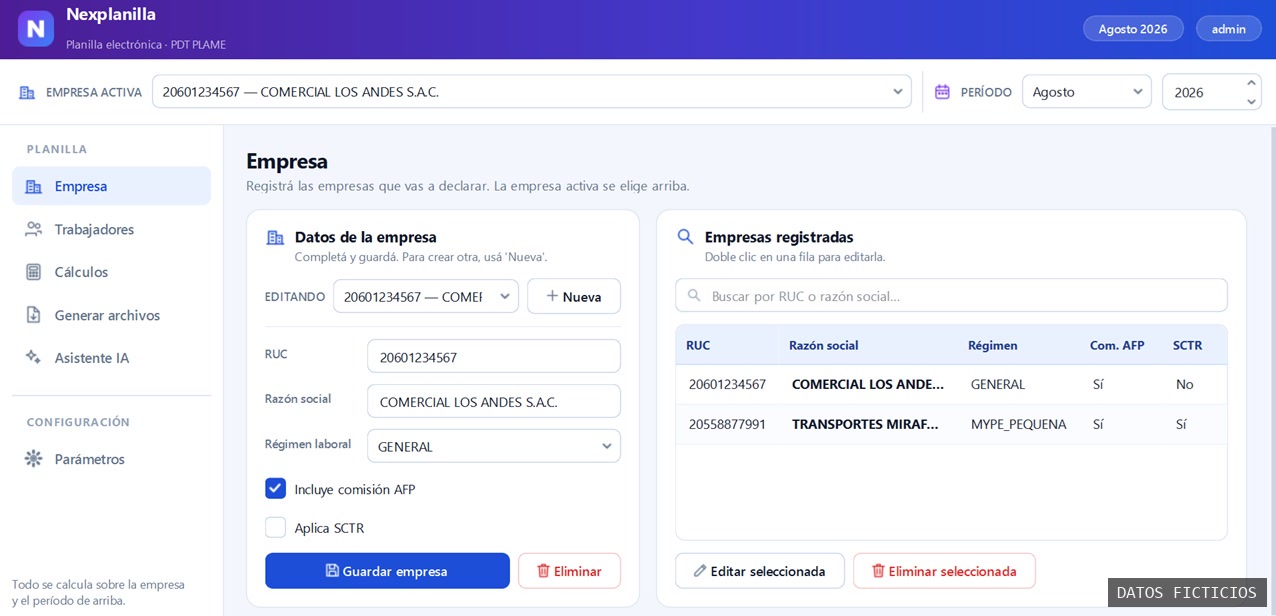 N
Nexplanilla
Planilla electrónica · PDT PLAME
Agosto 2026
admin
EMPRESA ACTIVA
20601234567 — COMERCIAL LOS ANDES S.A.C.
PERÍODO
Agosto
2026
PLANILLA
Empresa
Trabajadores
Cálculos
Generar archivos
Asistente IA
CONFIGURACIÓN
Parámetros
Todo se calcula sobre la empresa
y el período de arriba.
Empresa
Registrá las empresas que vas a declarar. La empresa activa se elige arriba.
Datos de la empresa
Completá y guardá. Para crear otra, usá 'Nueva'.
EDITANDO
20601234567 — COMEF
Nueva
RUC
20601234567
Razón social
COMERCIAL LOS ANDES S.A.C.
Régimen laboral
GENERAL
Incluye comisión AFP
Aplica SCTR
Guardar empresa
Eliminar
Empresas registradas
Doble clic en una fila para editarla.
Buscar por RUC o razón social...
RUC Razón social Régimen Com. AFP SCTR
20601234567 COMERCIAL LOS ANDE... GENERAL Sí No
20558877991 TRANSPORTES MIRAF... MYPE_PEQUENA Sí Sí
Editar seleccionada
Eliminar seleccionada
DATOS FICTICIOS